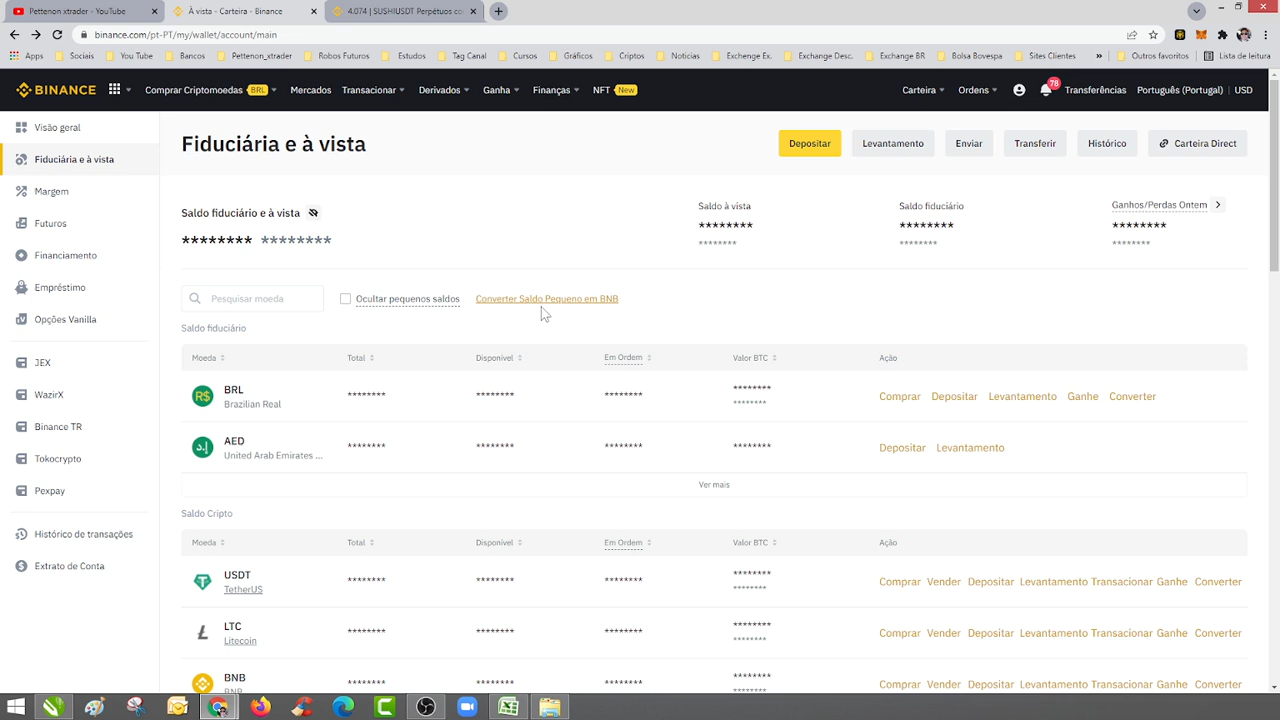 Pettenon xtrader - YouTube
À vista - Carteira - Binance
4.074 | SUSHIUSDT Perpétuos co
binance.com/pt-PT/my/wallet/account/main
Apps Sociais You Tube Bancos Pettenon_xtrader Robos Futuros Estudos Tag Canal Cursos Gráficos Criptos Noticias Exchenge Ex. Exchange Desc. Exchange BR Bolsa Bovespa Sites Clientes » Outros favoritos Lista de leitura
BINANCE Comprar Criptomoedas BRL Mercados Transacionar Derivados Ganha Finanças NFT New Carteira Ordens 78 Transferências Português (Portugal) | USD
Visão geral
Fiduciária e à vista
Margem
Futuros
Financiamento
Empréstimo
Opções Vanilla
JEX
WazirX
Binance TR
Tokocrypto
Pexpay
Histórico de transações
Extrato de Conta
Fiduciária e à vista
Depositar Levantamento Enviar Transferir Histórico Carteira Direct
Saldo fiduciário e à vista
******** ********
Saldo à vista
********
********
Saldo fiduciário
********
********
Ganhos/Perdas Ontem
********
********
Pesquisar moeda Ocultar pequenos saldos Converter Saldo Pequeno em BNB
Saldo fiduciário
Moeda Total Disponível Em Ordem Valor BTC Ação
BRL
Brazilian Real
******** ******** ******** ********
********
Comprar Depositar Levantamento Ganhe Converter
AED
United Arab Emirates ...
******** ******** ******** ********
Depositar Levantamento
Ver mais
Saldo Cripto
Moeda Total Disponível Em Ordem Valor BTC Ação
USDT
TetherUS
******** ******** ******** ********
********
Comprar Vender Depositar Levantamento Transacionar Ganhe Converter
LTC
Litecoin
******** ******** ******** ********
********
Comprar Vender Depositar Levantamento Transacionar Ganhe Converter
BNB
BNB
******** ******** ******** ********
Comprar Vender Depositar Levantamento Transacionar Ganhe Converter